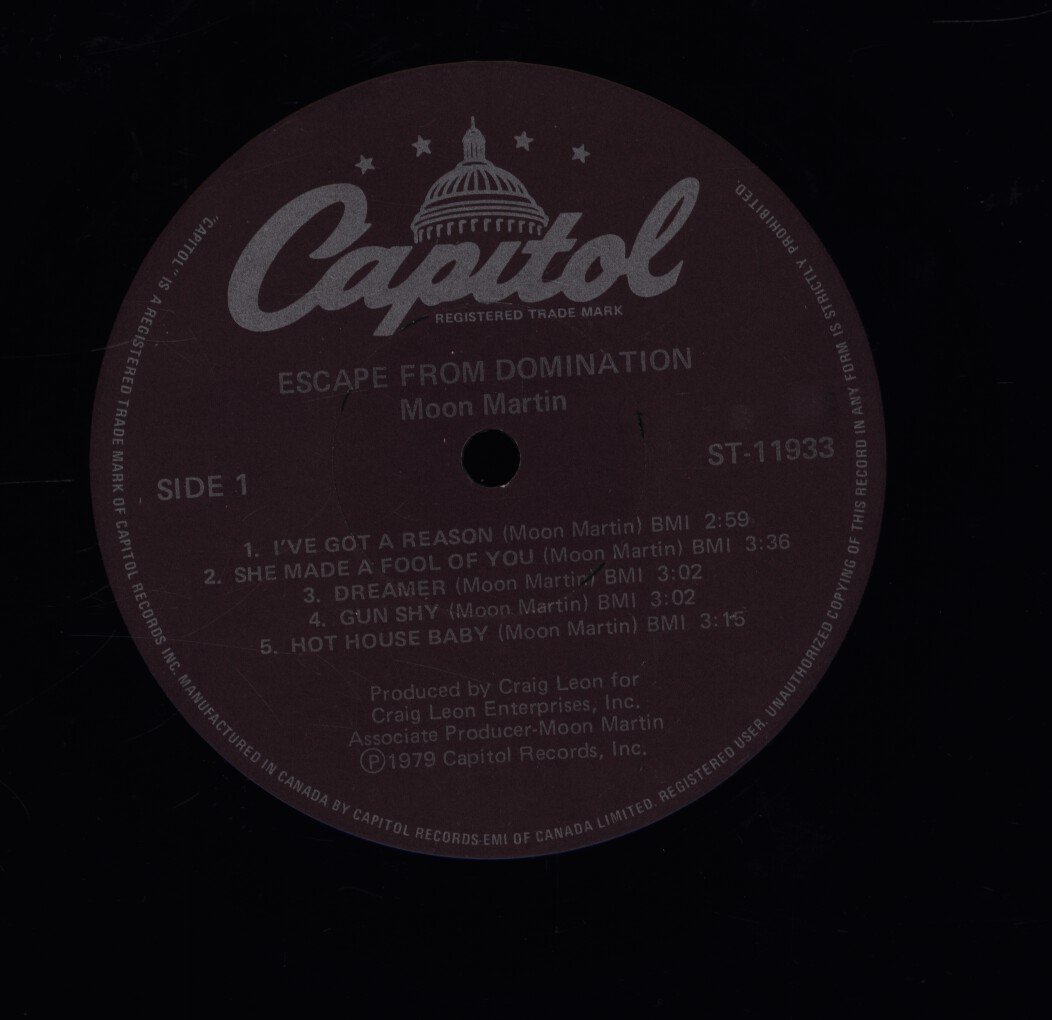 Capitol
REGISTERED TRADE MARK
ESCAPE FROM DOMINATION
Moon Martin
SIDE 1
ST-11933
1. I'VE GOT A REASON (Moon Martin) BMI 2:59
2. SHE MADE A FOOL OF YOU (Moon Martin) BMI 3:36
3. DREAMER (Moon Martin) BMI 3:02
4. GUN SHY (Moon Martin) BMI 3:02
5. HOT HOUSE BABY (Moon Martin) BMI 3:15
Produced by Craig Leon for
Craig Leon Enterprises, Inc.
Associate Producer-Moon Martin
Ⓟ1979 Capitol Records, Inc.
"CAPITOL" IS A REGISTERED TRADE MARK OF CAPITOL RECORDS INC. MANUFACTURED IN CANADA BY CAPITOL RECORDS-EMI OF CANADA LIMITED. REGISTERED USER. UNAUTHORIZED COPYING OF THIS RECORD IN ANY FORM IS STRICTLY PROHIBITED